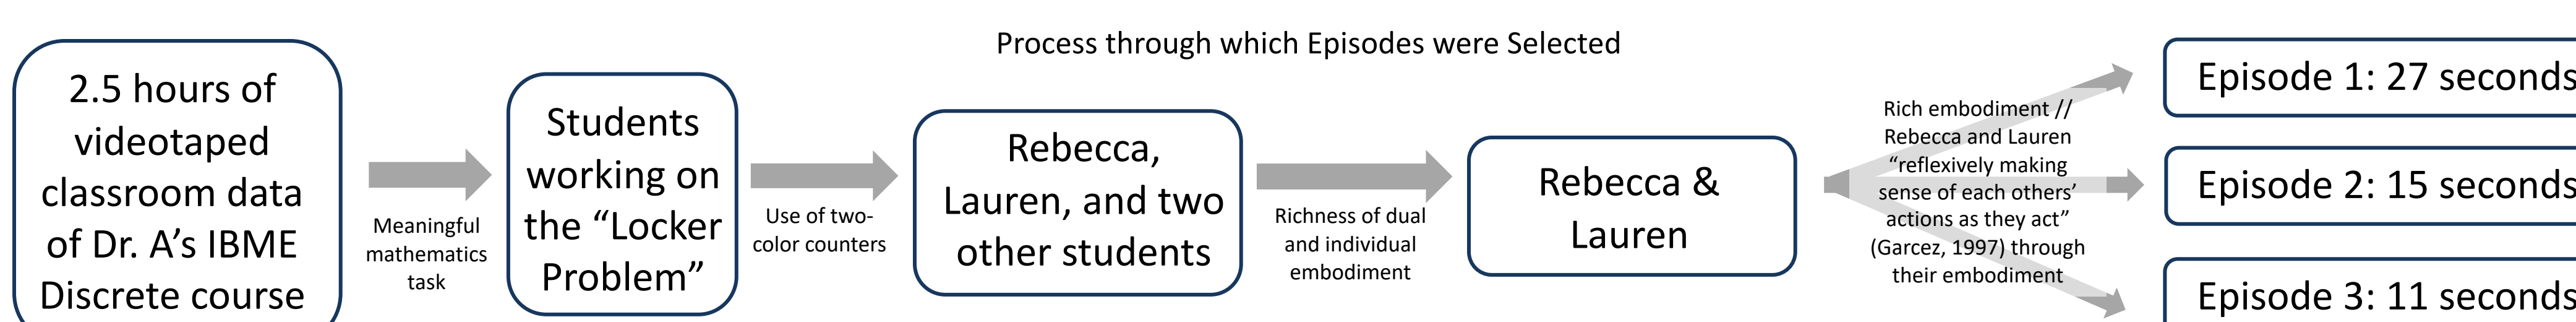 Process through which Episodes were Selected
2.5 hours of
videotaped
classroom data
of Dr. A's IBME
Discrete course
Meaningful
mathematics
task
Students
working on
the “Locker
Problem”
Use of two-
color counters
Rebecca,
Lauren, and two
other students
Richness of dual
and individual
embodiment
Rebecca &
Lauren
Rich embodiment //
Rebecca and Lauren
“reflexively making
sense of each others’
actions as they act”
(Garcez, 1997) through
their embodiment
Episode 1: 27 seconds
Episode 2: 15 seconds
Episode 3: 11 seconds